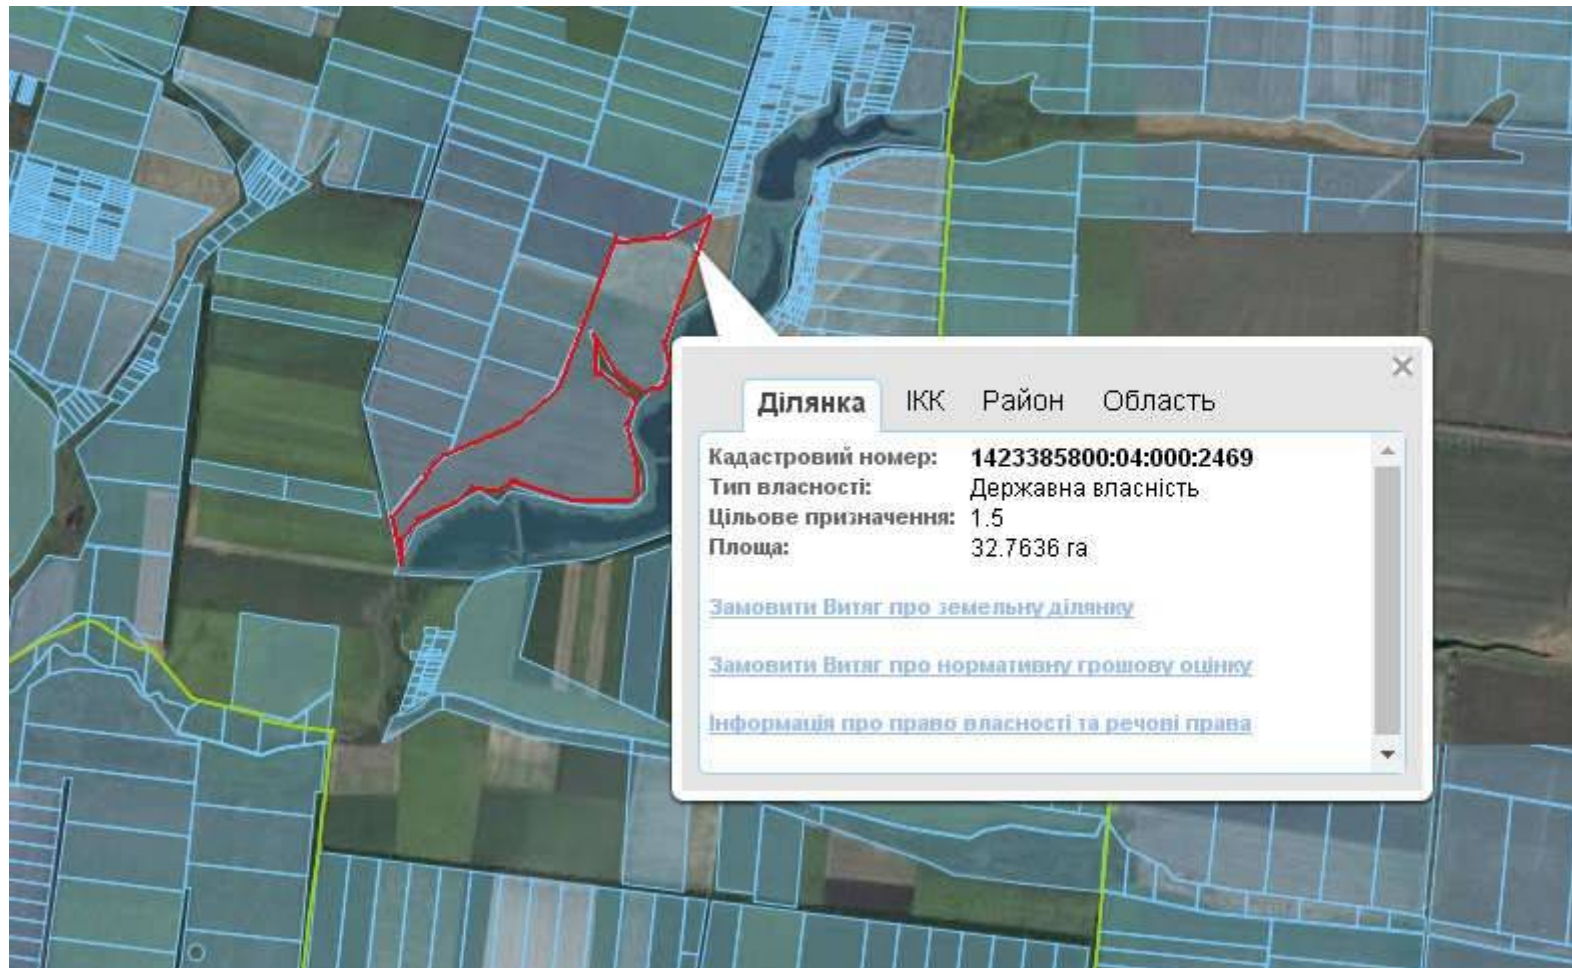 Ділянка ІКК Район Область
Кадастровий номер: 1423385800:04:000:2469
Тип власності: Державна власність
Цільове призначення: 1.5
Площа: 32.7636 га
Замовити Витяг про земельну ділянку
Замовити Витяг про нормативну грошову оцінку
Інформація про право власності та речові права